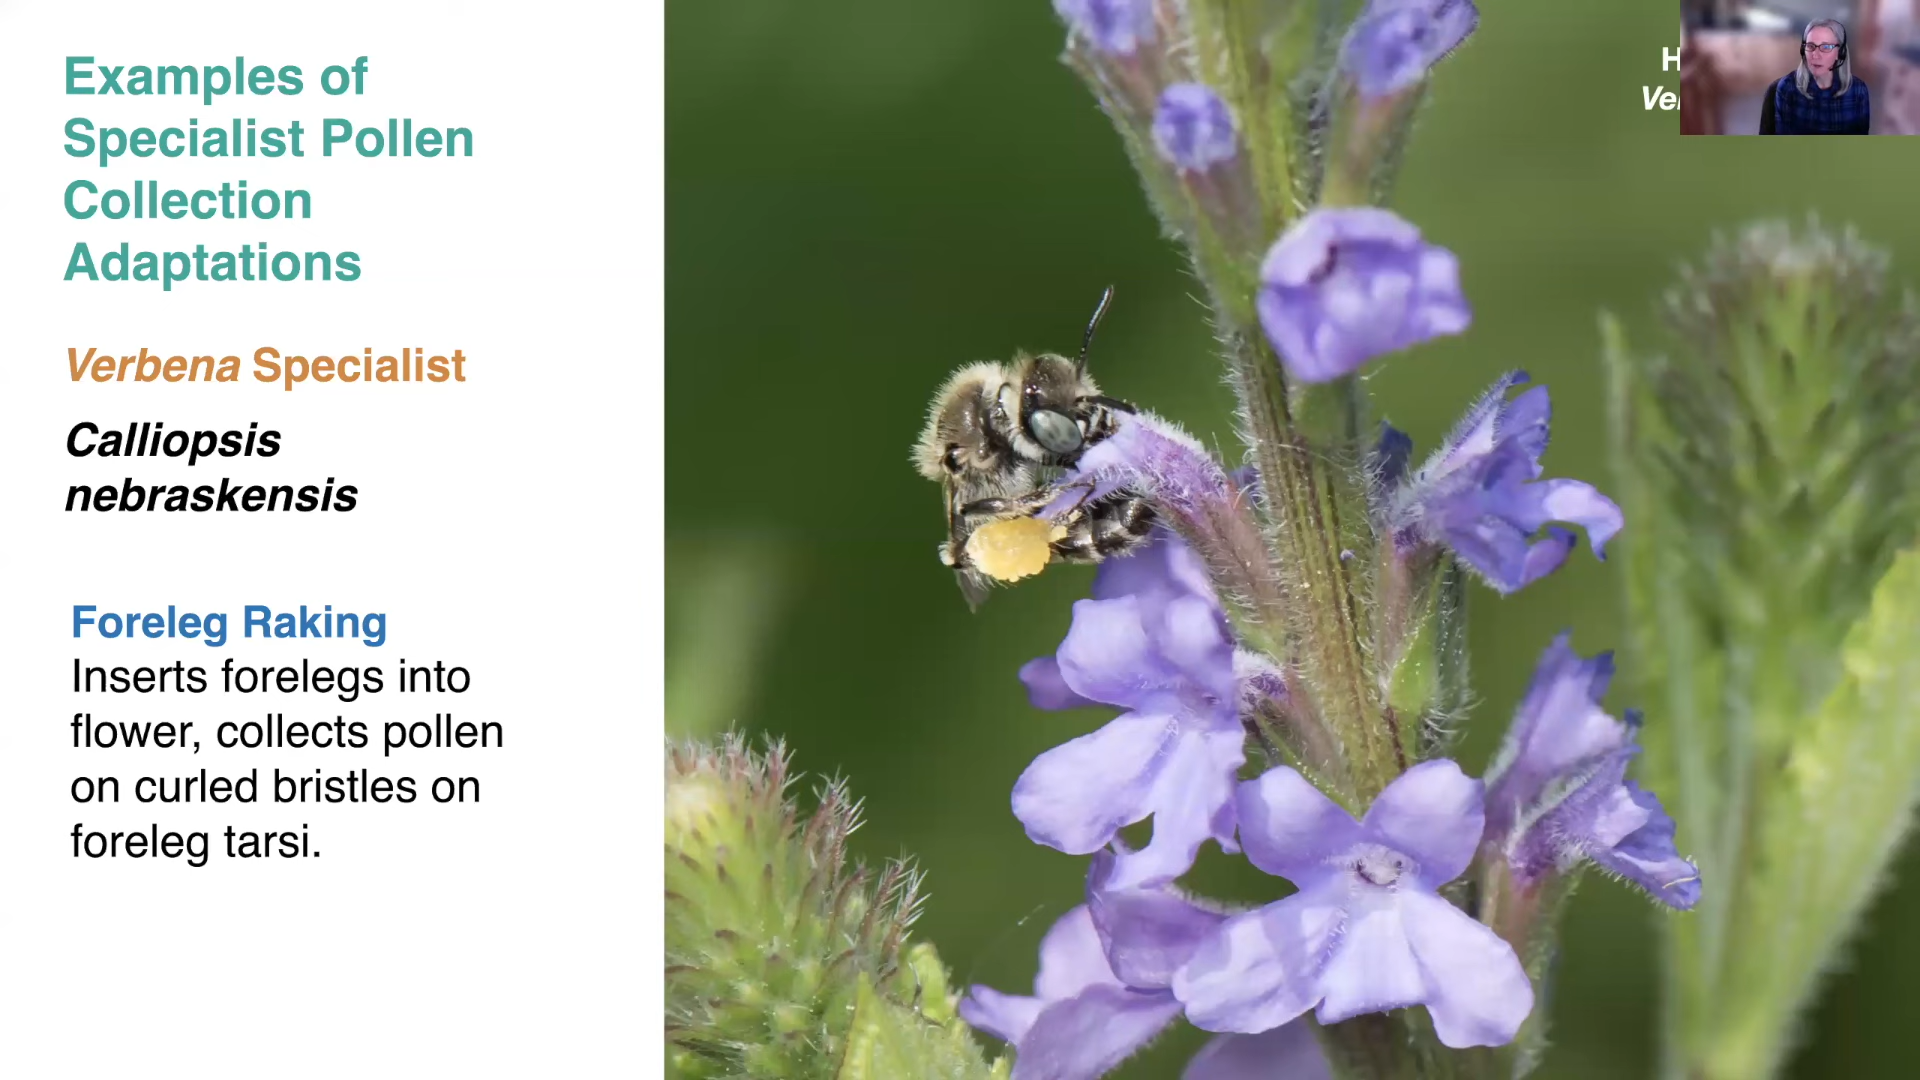 Examples of
Specialist Pollen
Collection
Adaptations
Verbena Specialist
Calliopsis
nebraskensis
Foreleg Raking
Inserts forelegs into
flower, collects pollen
on curled bristles on
foreleg tarsi.